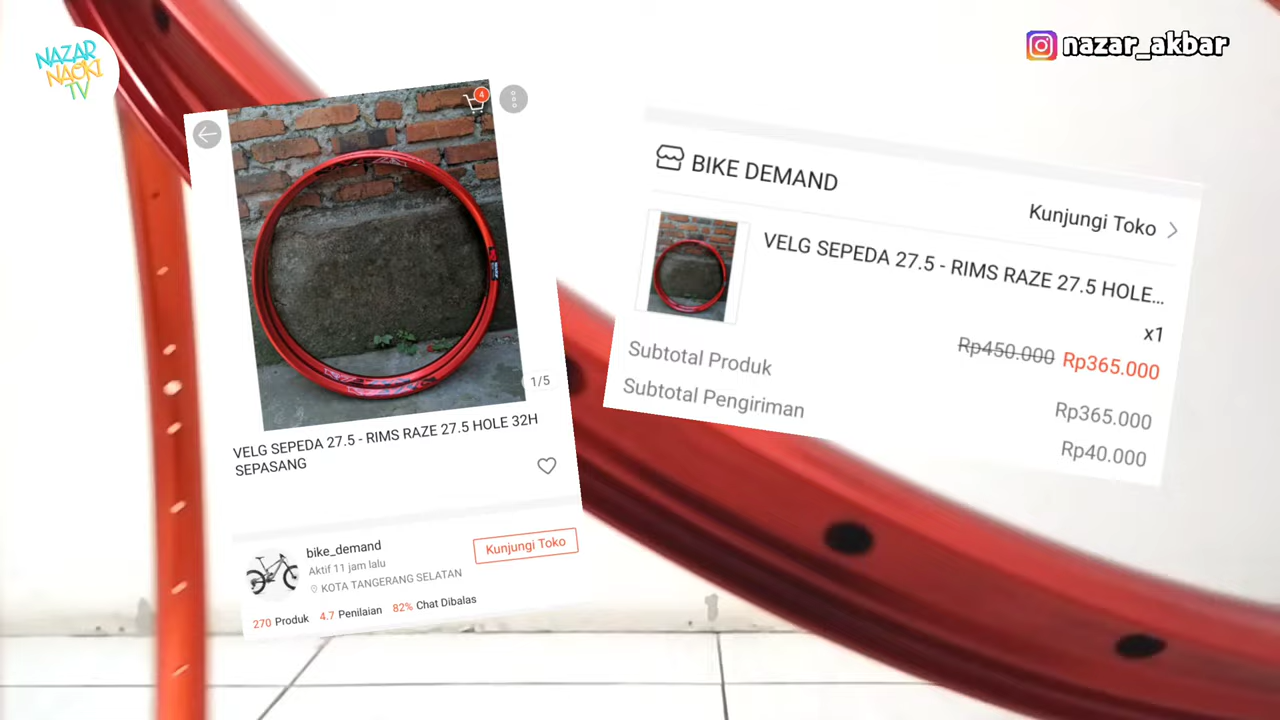 NAZAR
NAOKI
TV
nazar_akbar
4
1/5
VELG SEPEDA 27.5 - RIMS RAZE 27.5 HOLE 32H
SEPASANG
bike_demand
Aktif 11 jam lalu
KOTA TANGERANG SELATAN
Kunjungi Toko
270 Produk 4.7 Penilaian 82% Chat Dibalas
BIKE DEMAND
Kunjungi Toko
VELG SEPEDA 27.5 - RIMS RAZE 27.5 HOLE...
x1
Rp450.000 Rp365.000
Subtotal Produk Rp365.000
Subtotal Pengiriman Rp40.000